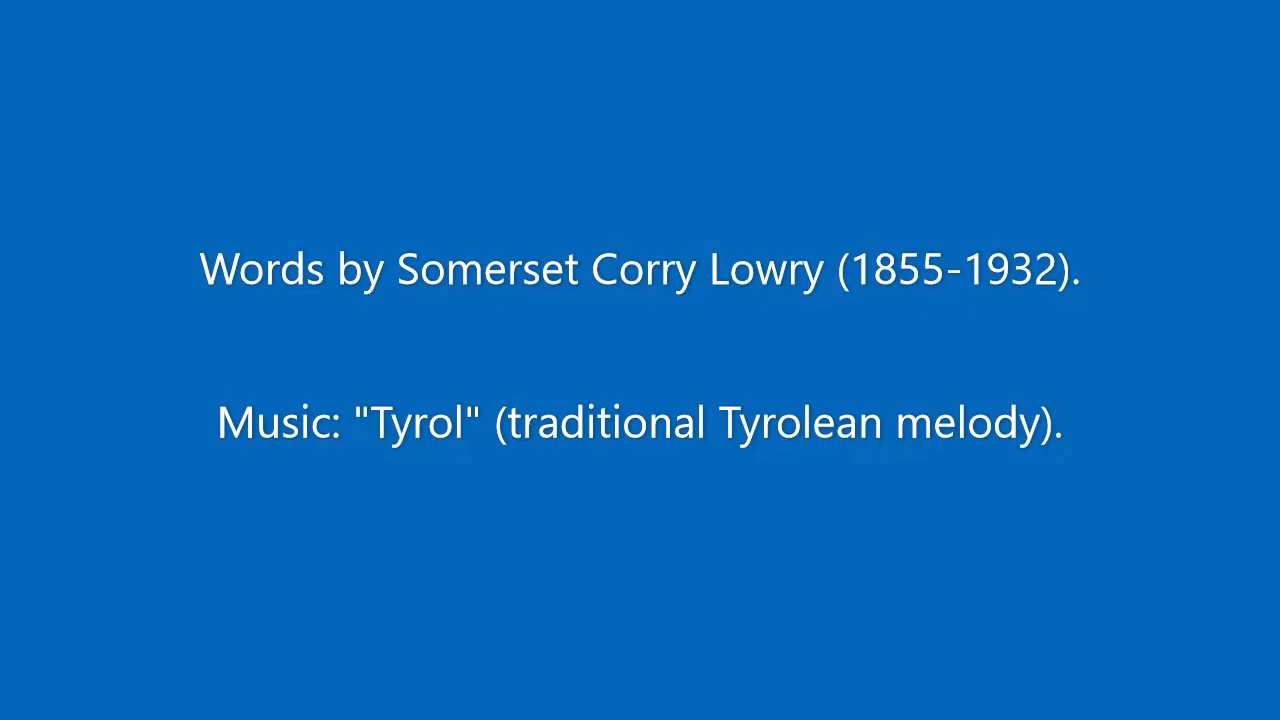 Words by Somerset Corry Lowry (1855-1932).
Music: "Tyrol" (traditional Tyrolean melody).